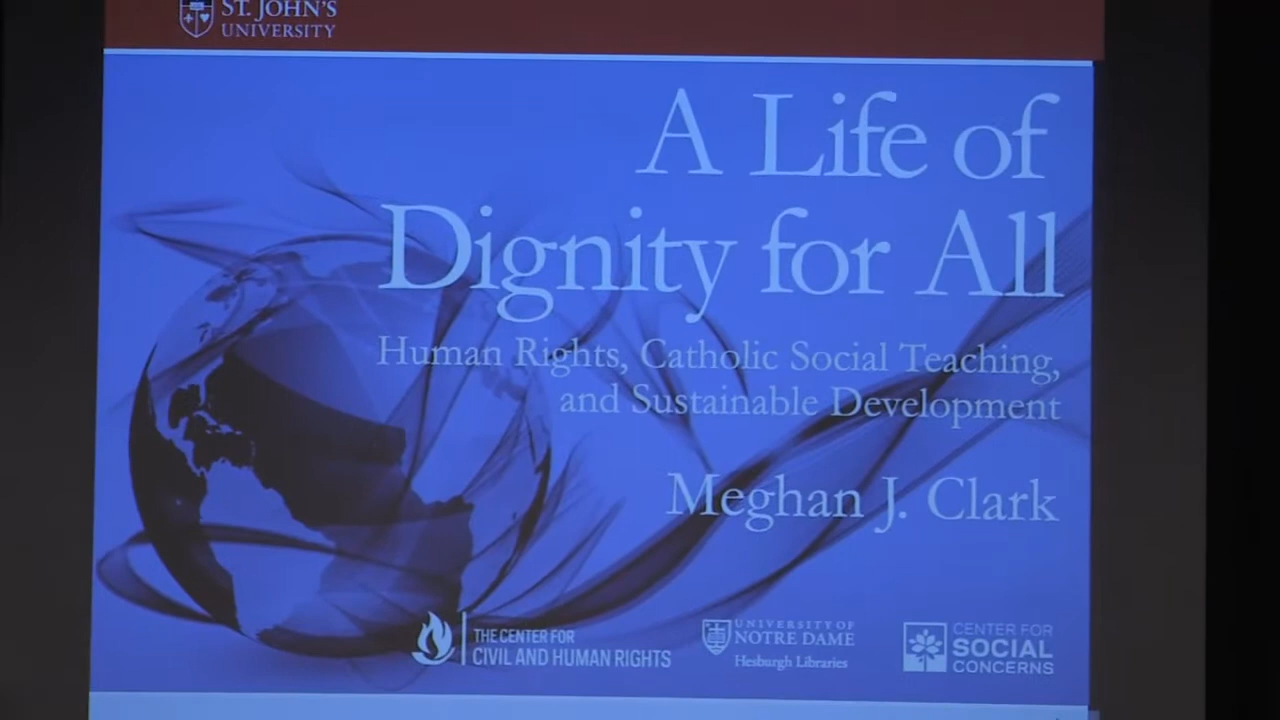 ST. JOHN'S
UNIVERSITY
A Life of
Dignity for All
Human Rights, Catholic Social Teaching,
and Sustainable Development
Meghan J. Clark
THE CENTER FOR
CIVIL AND HUMAN RIGHTS
UNIVERSITY OF
NOTRE DAME
Hesburgh Libraries
CENTER FOR
SOCIAL
CONCERNS